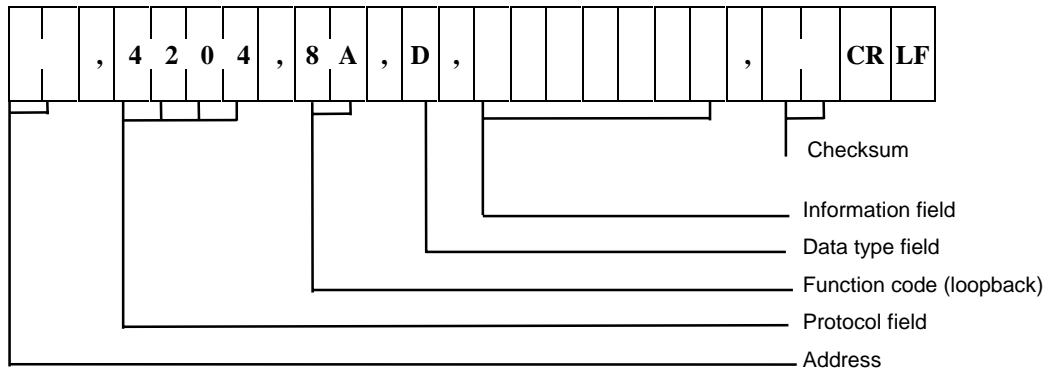 , 4 2 0 4 , 8 A , D , , CR LF
Checksum
Information field
Data type field
Function code (loopback)
Protocol field
Address